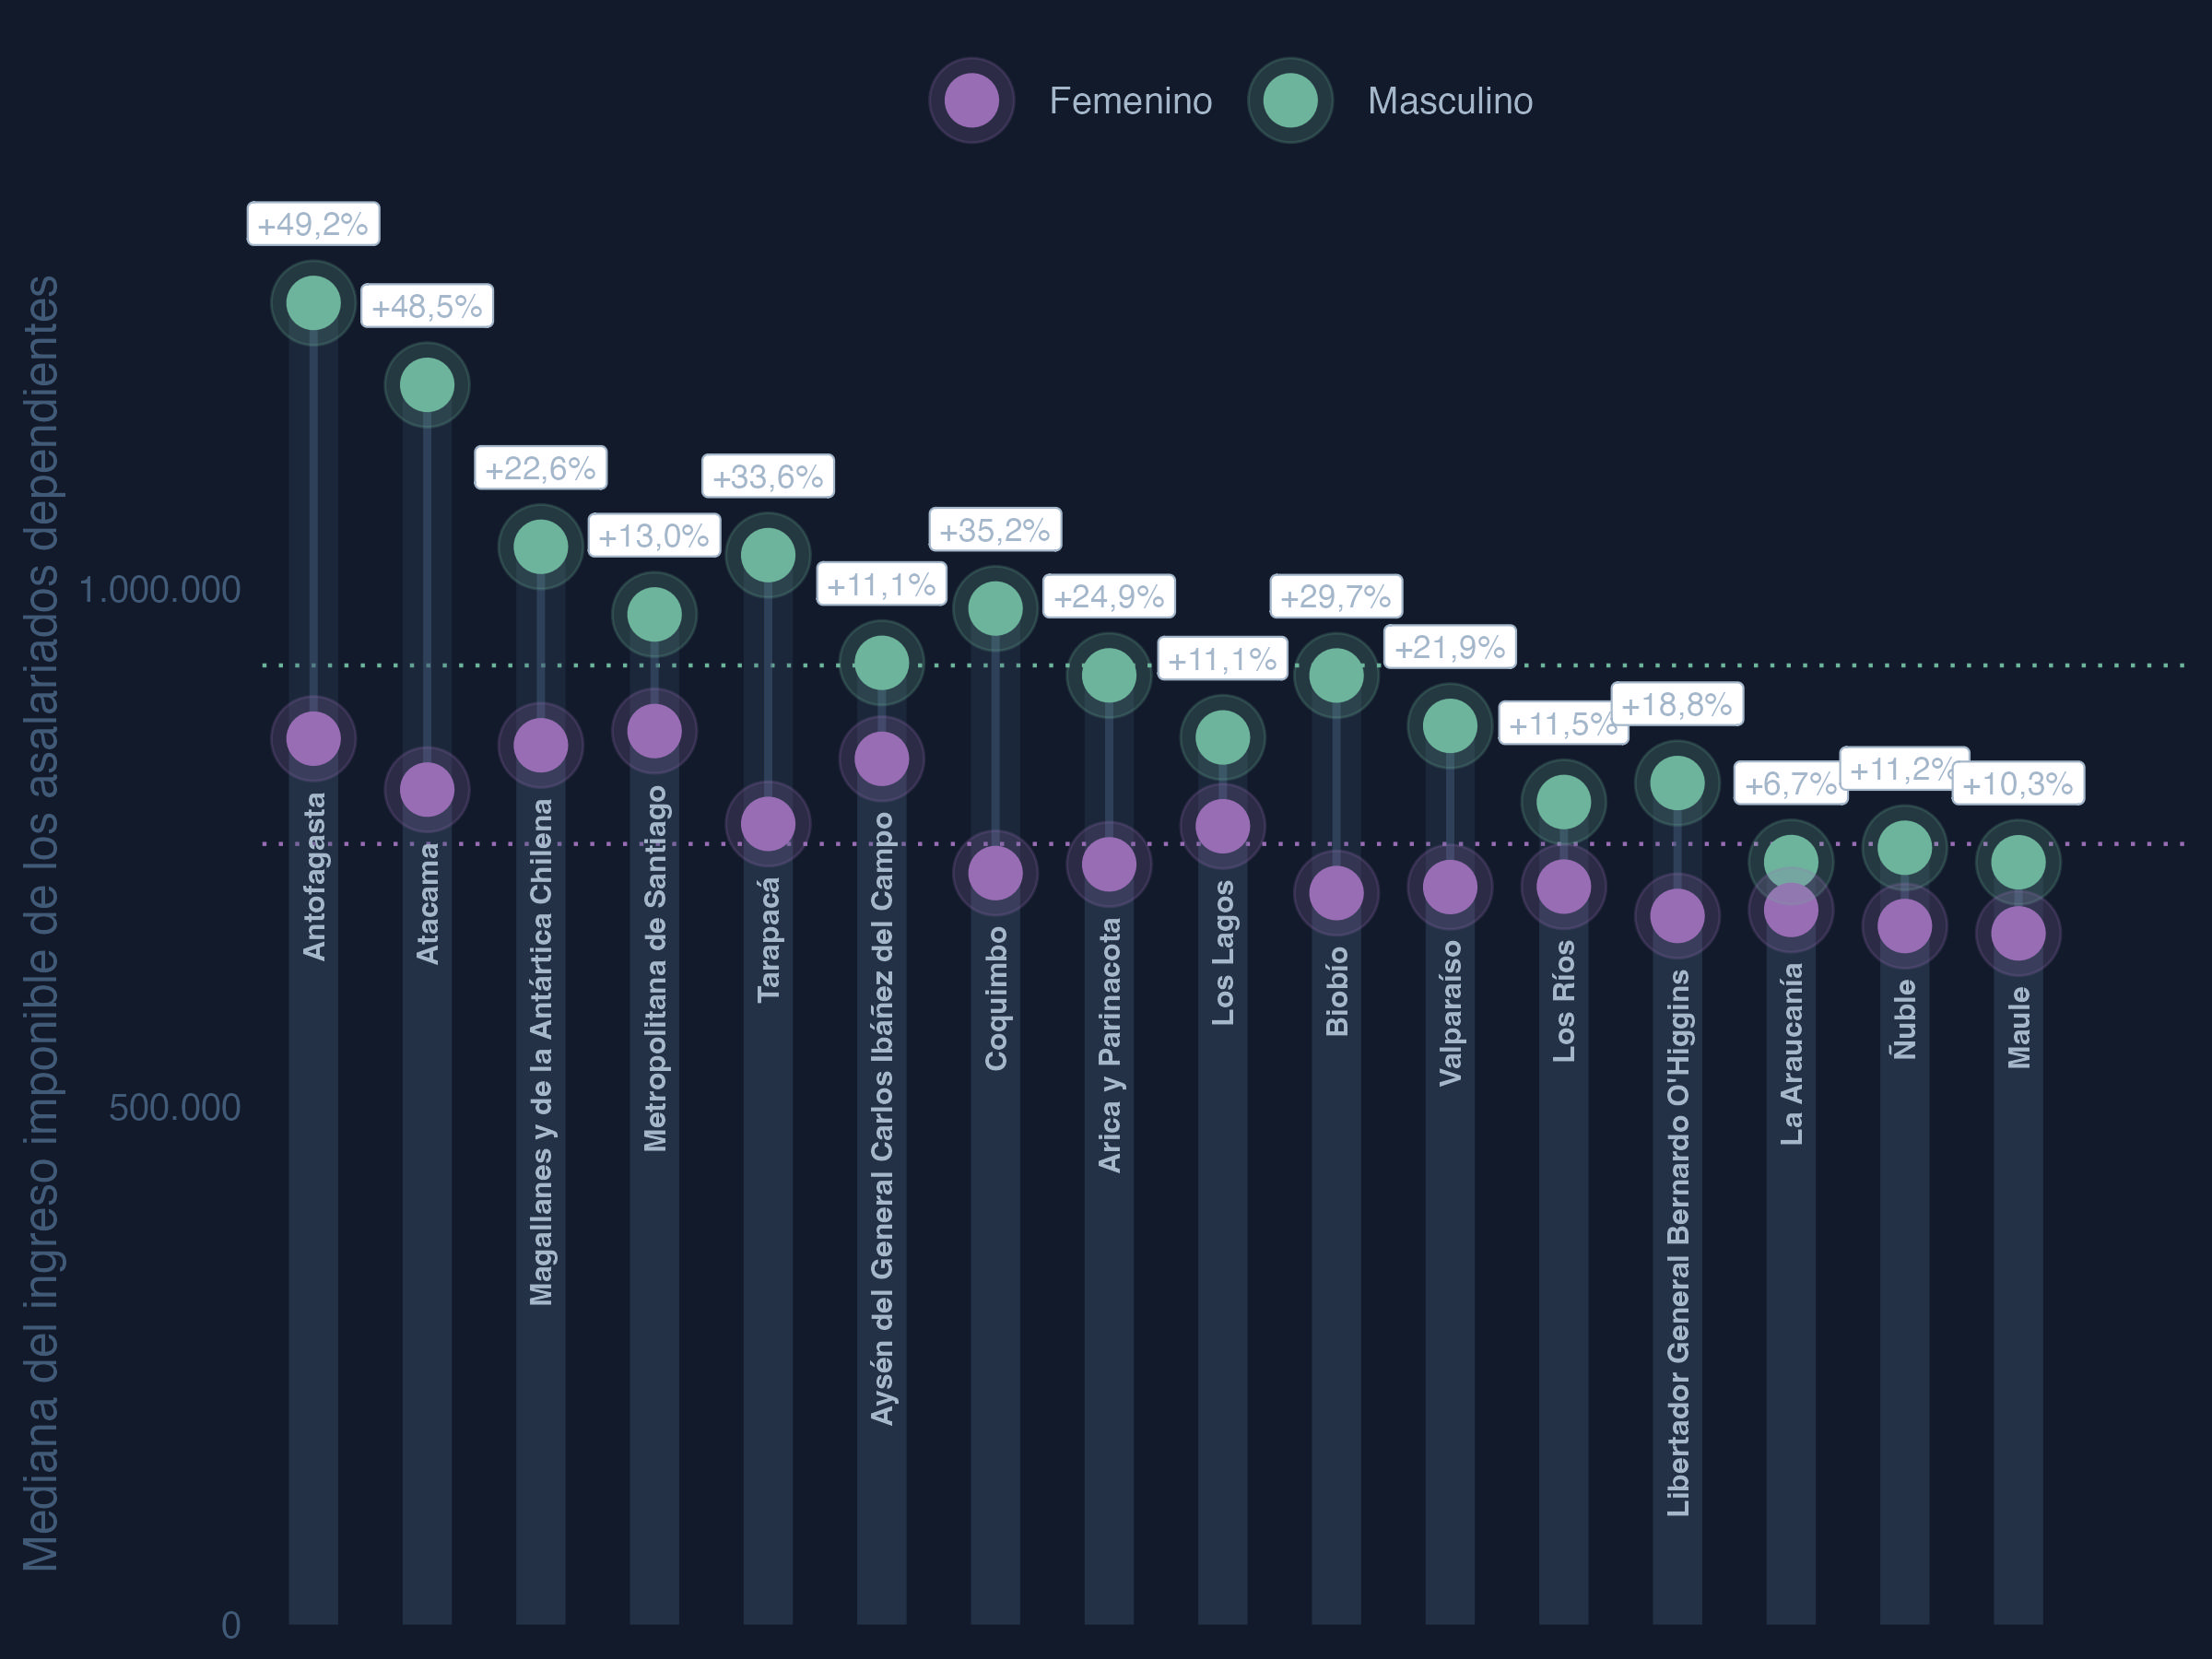 Femenino
Masculino
Mediana del ingreso imponible de los asalariados dependientes
1.000.000
500.000
0
+49,2%
+48,5%
+22,6%
+13,0%
+33,6%
+11,1%
+35,2%
+24,9%
+11,1%
+29,7%
+21,9%
+11,5%
+18,8%
+6,7%
+11,2%
+10,3%
Antofagasta
Atacama
Magallanes y de la Antártica Chilena
Metropolitana de Santiago
Tarapacá
Aysén del General Carlos Ibáñez del Campo
Coquimbo
Arica y Parinacota
Los Lagos
Biobío
Valparaíso
Los Ríos
Libertador General Bernardo O'Higgins
La Araucanía
Ñuble
Maule